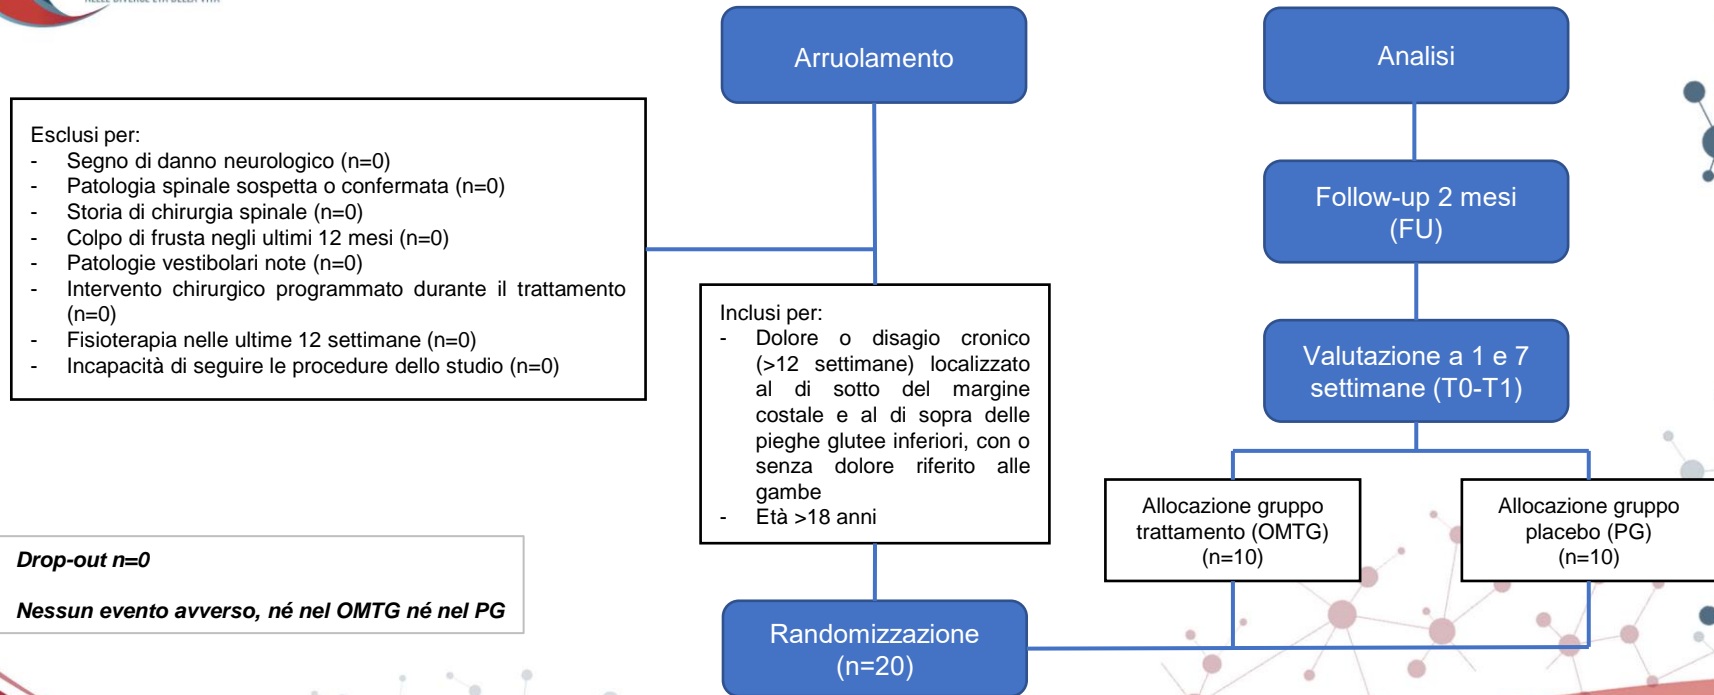 NELLE DIVERSE ETÀ DELLA VITA
Arruolamento
Esclusi per:
- Segno di danno neurologico (n=0)
- Patologia spinale sospetta o confermata (n=0)
- Storia di chirurgia spinale (n=0)
- Colpo di frusta negli ultimi 12 mesi (n=0)
- Patologie vestibolari note (n=0)
- Intervento chirurgico programmato durante il trattamento
(n=0)
- Fisioterapia nelle ultime 12 settimane (n=0)
- Incapacità di seguire le procedure dello studio (n=0)
Inclusi per:
- Dolore o disagio cronico
(>12 settimane) localizzato
al di sotto del margine
costale e al di sopra delle
pieghe glutee inferiori, con o
senza dolore riferito alle
gambe
- Età >18 anni
Randomizzazione
(n=20)
Drop-out n=0
Nessun evento avverso, né nel OMTG né nel PG
Analisi
Follow-up 2 mesi
(FU)
Valutazione a 1 e 7
settimane (T0-T1)
Allocazione gruppo
trattamento (OMTG)
(n=10)
Allocazione gruppo
placebo (PG)
(n=10)